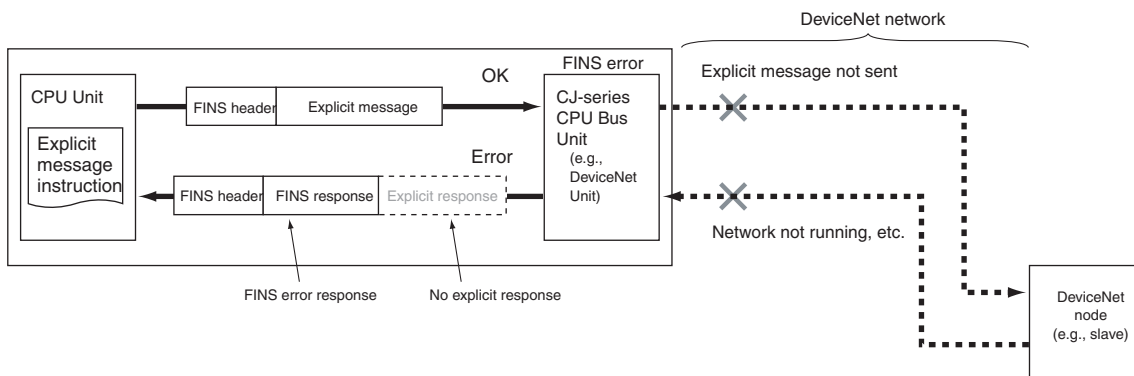 DeviceNet network
FINS error
Explicit message not sent
OK
CPU Unit
FINS header
Explicit message
CJ-series
CPU Bus
Unit
(e.g.,
DeviceNet
Unit)
Explicit
message
instruction
Error
FINS header
FINS response
Explicit response
Network not running, etc.
FINS error response
No explicit response
DeviceNet
node
(e.g., slave)